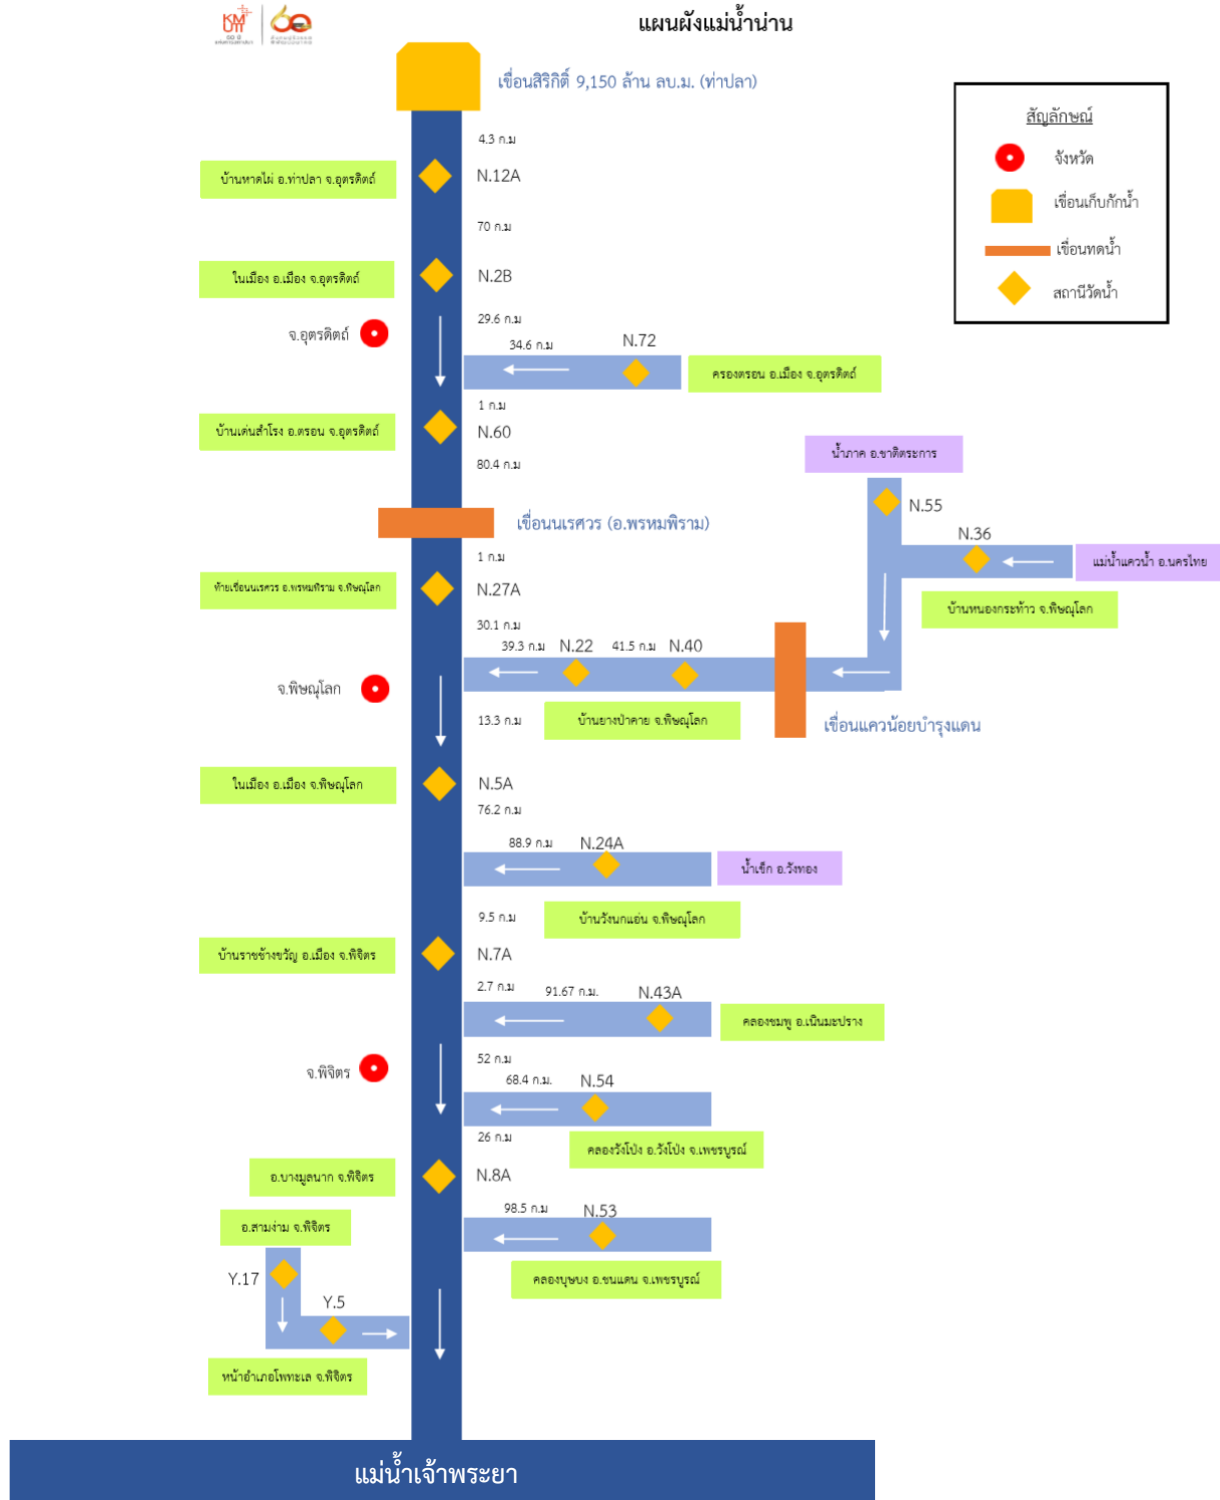 KMUTT
แผนผังแม่น้ำน่าน
เขื่อนสิริกิติ์ 9,150 ล้าน ลบ.ม. (ท่าปลา)
สัญลักษณ์
จังหวัด
เขื่อนเก็บกักน้ำ
เขื่อนทดน้ำ
สถานีวัดน้ำ
4.3 ก.ม
บ้านหาดไผ่ อ.ท่าปลา จ.อุตรดิตถ์
N.12A
70 ก.ม
ในเมือง อ.เมือง จ.อุตรดิตถ์
N.2B
29.6 ก.ม
จ.อุตรดิตถ์
34.6 ก.ม
N.72
ครองตรอน อ.เมือง จ.อุตรดิตถ์
1 ก.ม
บ้านเด่นสำโรง อ.ตรอน จ.อุตรดิตถ์
N.60
80.4 ก.ม
น้ำภาค อ.ชาติตระการ
N.55
เขื่อนนเรศวร (อ.พรหมพิราม)
N.36
แม่น้ำแควน้ำ อ.นครไทย
1 ก.ม
ท้ายเขื่อนนเรศวร อ.พรหมพิราม จ.พิษณุโลก
N.27A
บ้านหนองกระท้าว จ.พิษณุโลก
30.1 ก.ม
39.3 ก.ม
N.22
41.5 ก.ม
N.40
จ.พิษณุโลก
13.3 ก.ม
บ้านยางป่าคาย จ.พิษณุโลก
เขื่อนแควน้อยบำรุงแดน
ในเมือง อ.เมือง จ.พิษณุโลก
N.5A
76.2 ก.ม
88.9 ก.ม
N.24A
น้ำเข็ก อ.วังทอง
9.5 ก.ม
บ้านวังนกแอ่น จ.พิษณุโลก
บ้านราชช้างขวัญ อ.เมือง จ.พิจิตร
N.7A
2.7 ก.ม
91.67 ก.ม.
N.43A
คลองชมพู อ.เนินมะปราง
52 ก.ม
จ.พิจิตร
68.4 ก.ม.
N.54
26 ก.ม
คลองวังโป่ง อ.วังโป่ง จ.เพชรบูรณ์
อ.บางมูลนาก จ.พิจิตร
N.8A
98.5 ก.ม
N.53
อ.สามง่าม จ.พิจิตร
คลองบุษบง อ.ชนแดน จ.เพชรบูรณ์
Y.17
Y.5
หน้าอำเภอโพทะเล จ.พิจิตร
แม่น้ำเจ้าพระยา